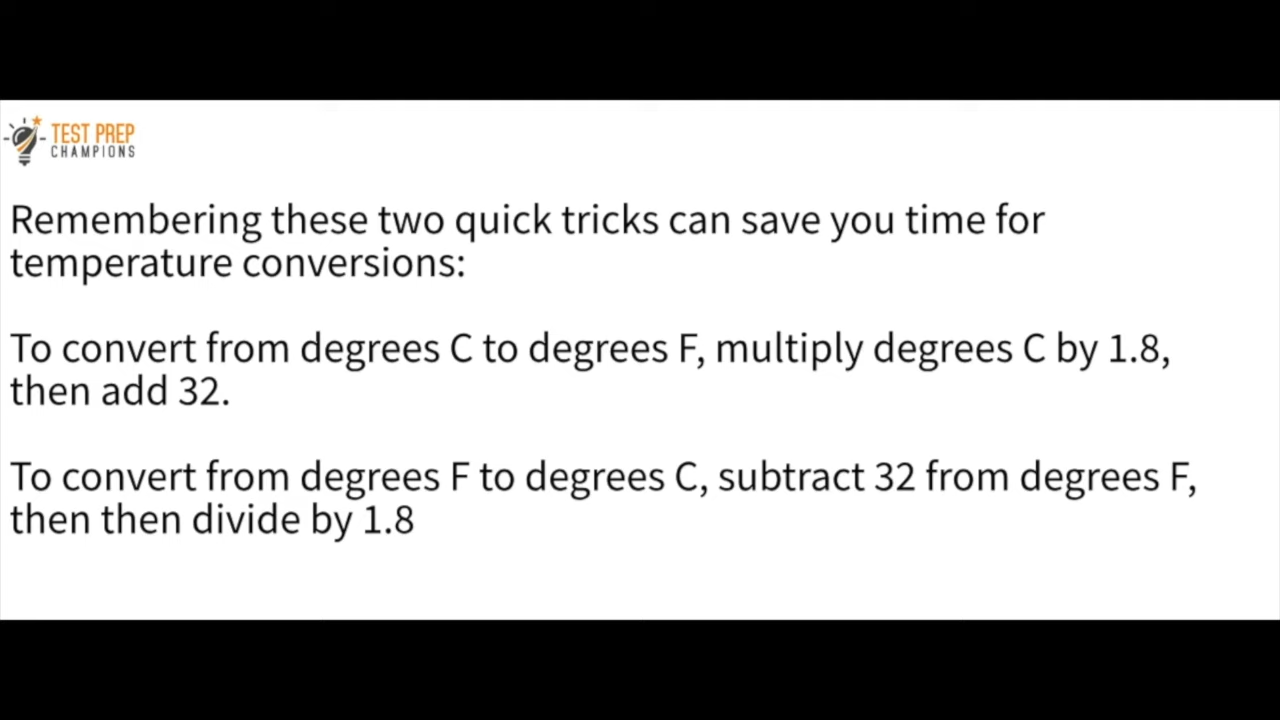 TEST PREP
CHAMPIONS
Remembering these two quick tricks can save you time for
temperature conversions:
To convert from degrees C to degrees F, multiply degrees C by 1.8,
then add 32.
To convert from degrees F to degrees C, subtract 32 from degrees F,
then then divide by 1.8